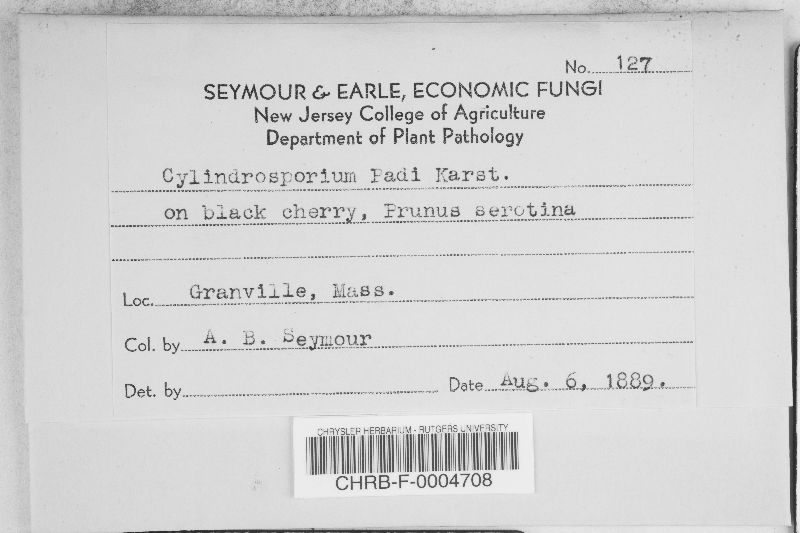 No. 127
SEYMOUR & EARLE, ECONOMIC FUNGI
New Jersey College of Agriculture
Department of Plant Pathology
Cylindrosporium Padi Karst.
on black cherry, Prunus serotina
Loc. Granville, Mass.
Col. by A. B. Seymour
Det. by Date Aug. 6, 1889.
CHRYSLER HERBARIUM - RUTGERS UNIVERSITY
CHRB-F-0004708